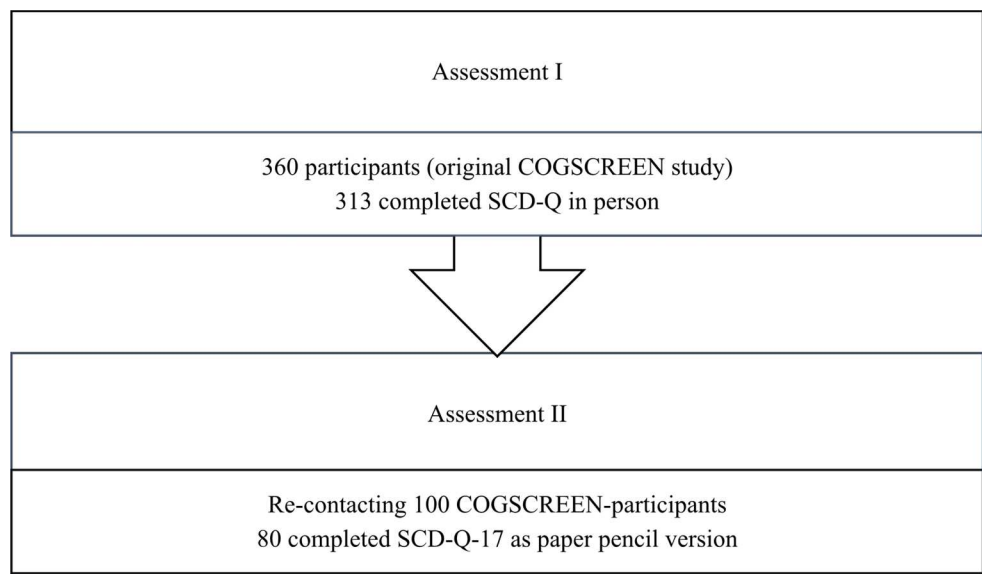 Assessment I
360 participants (original COGSCREEN study)
313 completed SCD-Q in person
Assessment II
Re-contacting 100 COGSCREEN-participants
80 completed SCD-Q-17 as paper pencil version